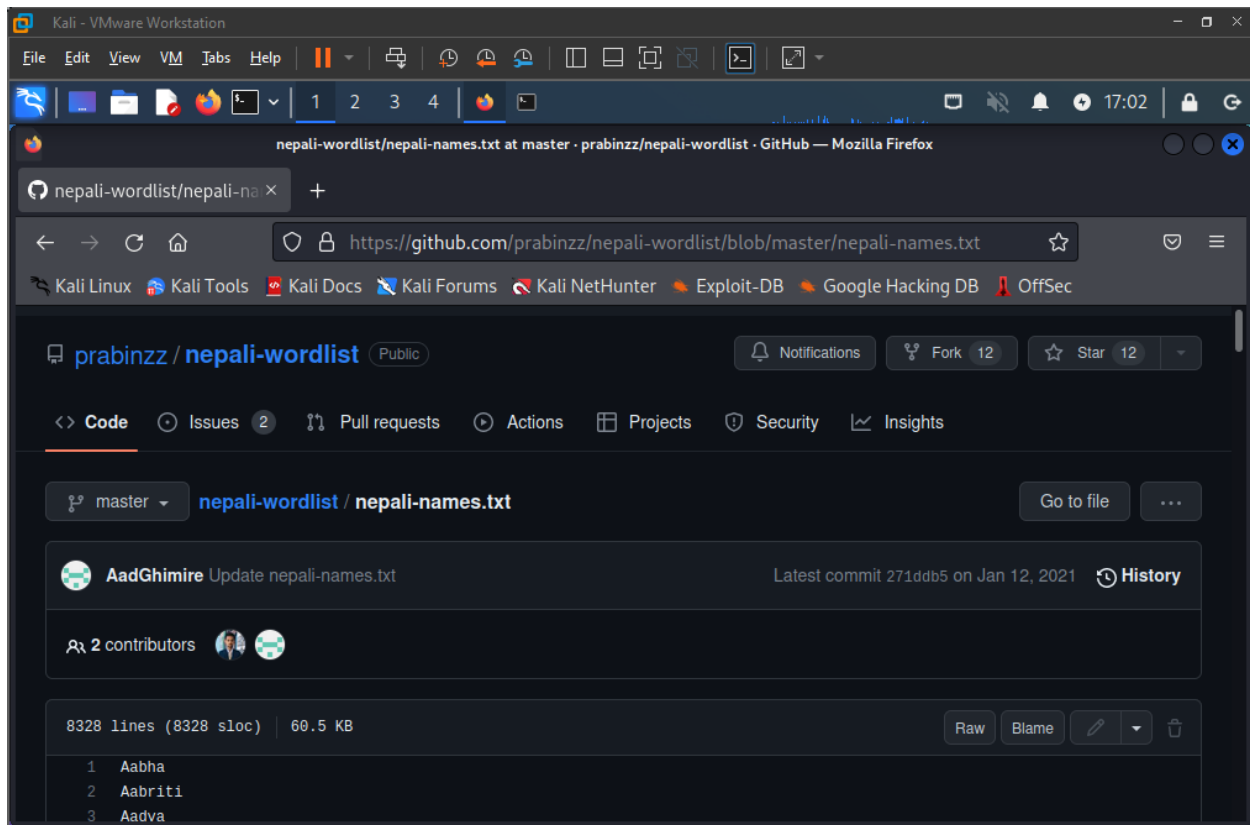 Kali - VMware Workstation
File Edit View VM Tabs Help
1 2 3 4 17:02
nepali-wordlist/nepali-names.txt at master · prabinzz/nepali-wordlist · GitHub — Mozilla Firefox
nepali-wordlist/nepali-na
https://github.com/prabinzz/nepali-wordlist/blob/master/nepali-names.txt
Kali Linux Kali Tools Kali Docs Kali Forums Kali NetHunter Exploit-DB Google Hacking DB OffSec
prabinzz / nepali-wordlist Public Notifications Fork 12 Star 12
Code Issues 2 Pull requests Actions Projects Security Insights
master nepali-wordlist / nepali-names.txt Go to file ...
AadGhimire Update nepali-names.txt Latest commit 271ddb5 on Jan 12, 2021 History
2 contributors
8328 lines (8328 sloc) 60.5 KB Raw Blame
1 Aabha
2 Aabriti
3 Aadva